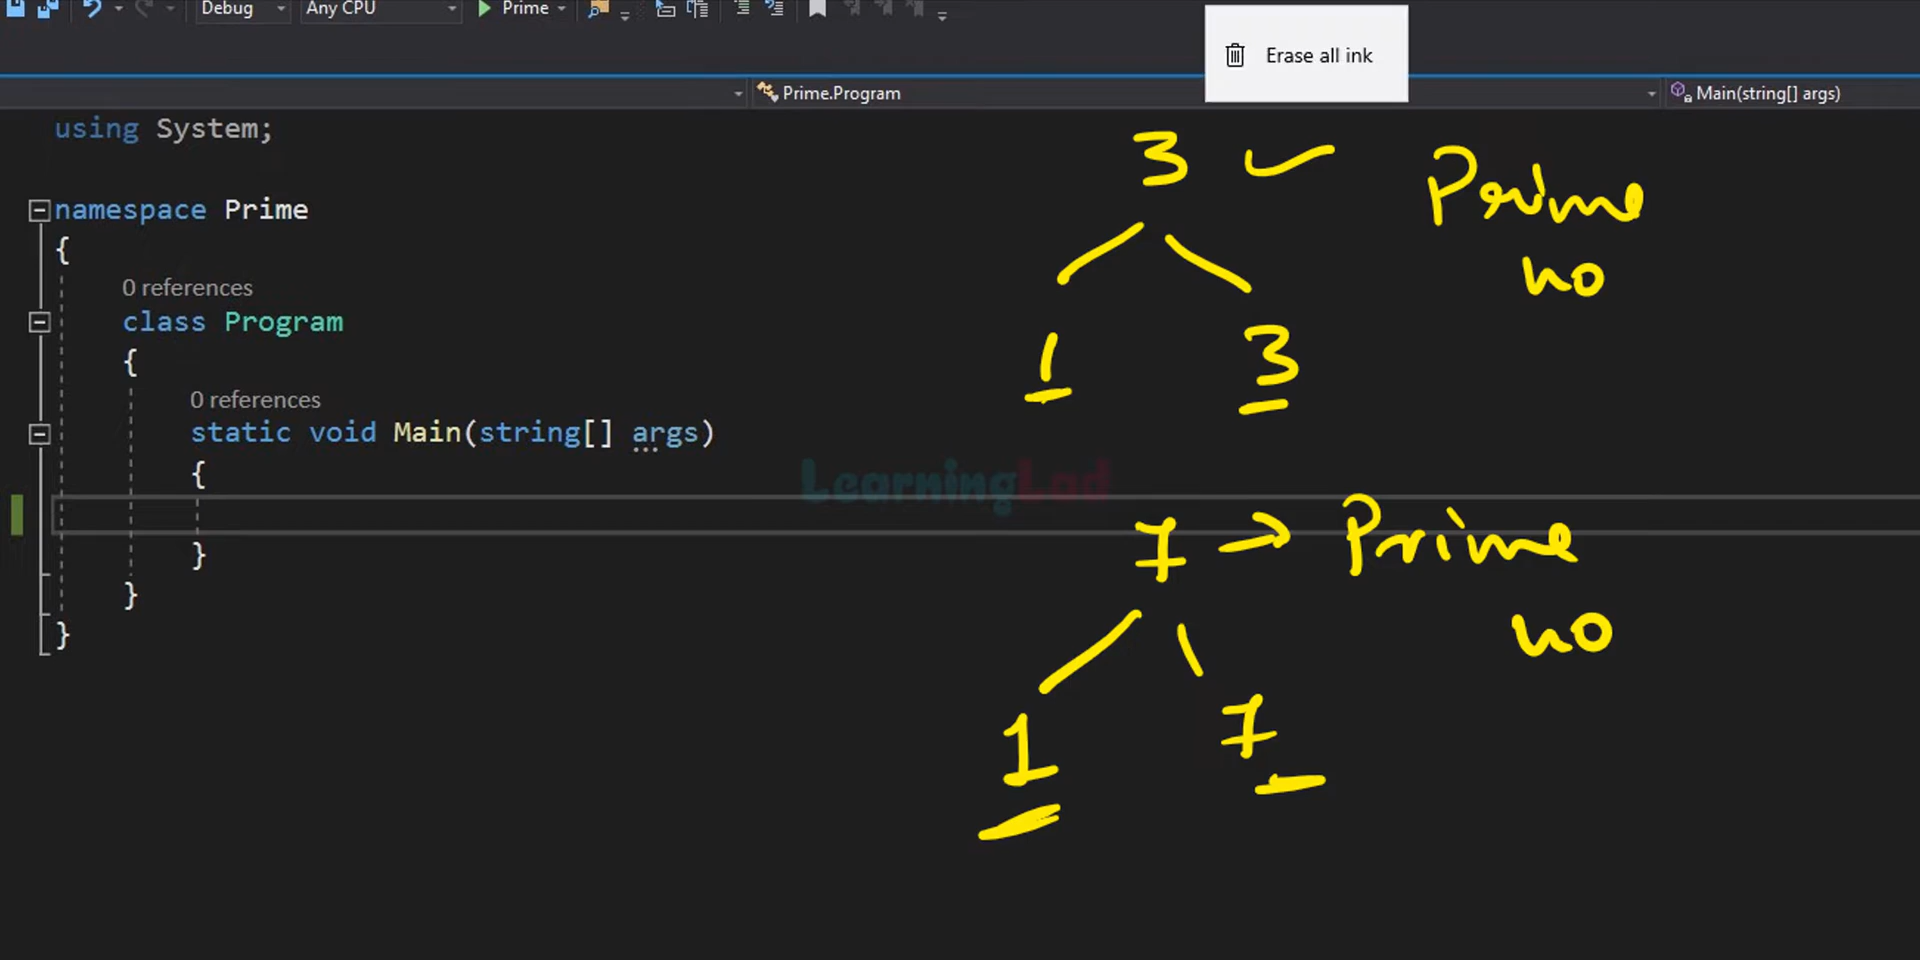 Debug Any CPU Prime
Erase all ink
Prime.Program Main(string[] args)
using System;
namespace Prime
{
0 references
class Program
{
0 references
static void Main(string[] args)
{
}
}
}
3 Prime
no
1 3
LearningLad
7 → Prime
no
1 7